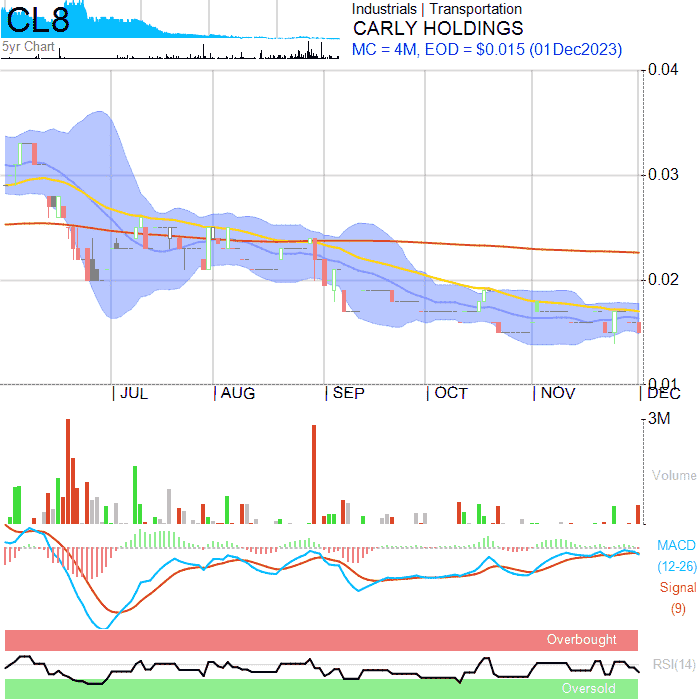 CL8
5yr Chart
Industrials | Transportation
CARLY HOLDINGS
MC = 4M, EOD = $0.015 (01Dec2023)
0.04
0.03
0.02
0.01
JUL AUG SEP OCT NOV DEC
3M
Volume
MACD
(12-26)
Signal
(9)
Overbought
RSI(14)
Oversold